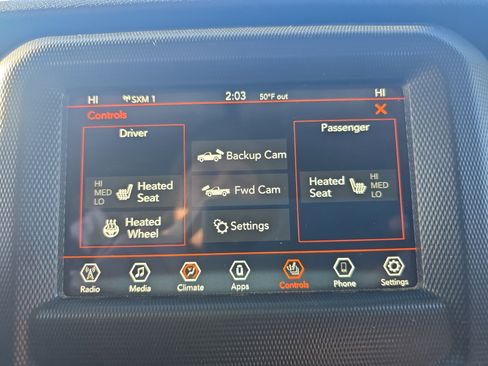 HI SXM 1 2:03 50°F out HI
Controls
Driver
Passenger
Backup Cam
HI
MED
LO
Heated
Seat
Fwd Cam
Heated
Seat
HI
MED
LO
Heated
Wheel
Settings
Radio Media Climate Apps Controls Phone Settings